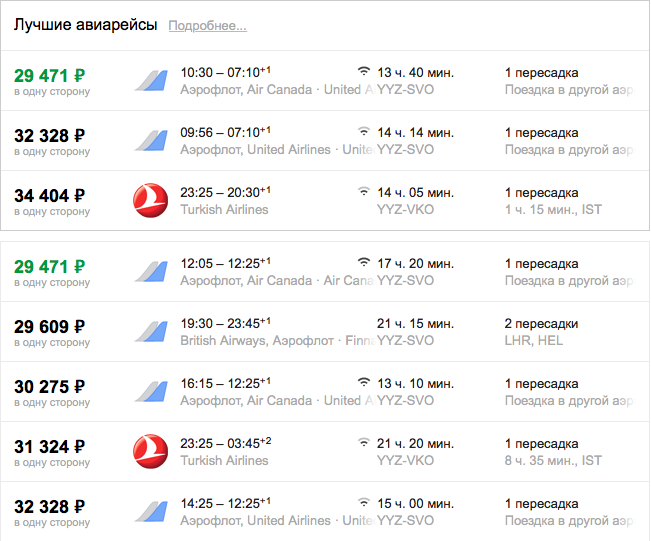 Лучшие авиарейсы Подробнее...
29 471 ₽ 10:30 – 07:10+1 13 ч. 40 мин. 1 пересадка
в одну сторону Аэрофлот, Air Canada · United YYZ-SVO Поездка в другой аэр
32 328 ₽ 09:56 – 07:10+1 14 ч. 14 мин. 1 пересадка
в одну сторону Аэрофлот, United Airlines · Unite YYZ-SVO Поездка в другой аэр
34 404 ₽ 23:25 – 20:30+1 14 ч. 05 мин. 1 пересадка
в одну сторону Turkish Airlines YYZ-VKO 1 ч. 15 мин., IST
29 471 ₽ 12:05 – 12:25+1 17 ч. 20 мин. 1 пересадка
в одну сторону Аэрофлот, Air Canada · Air Cana YYZ-SVO Поездка в другой аэр
29 609 ₽ 19:30 – 23:45+1 21 ч. 15 мин. 2 пересадки
в одну сторону British Airways, Аэрофлот · Finna YYZ-SVO LHR, HEL
30 275 ₽ 16:15 – 12:25+1 13 ч. 10 мин. 1 пересадка
в одну сторону Аэрофлот, Air Canada · United A YYZ-SVO Поездка в другой аэр
31 324 ₽ 23:25 – 03:45+2 21 ч. 20 мин. 1 пересадка
в одну сторону Turkish Airlines YYZ-VKO 8 ч. 35 мин., IST
32 328 ₽ 14:25 – 12:25+1 15 ч. 00 мин. 1 пересадка
в одну сторону Аэрофлот, United Airlines · Unite YYZ-SVO Поездка в другой аэр